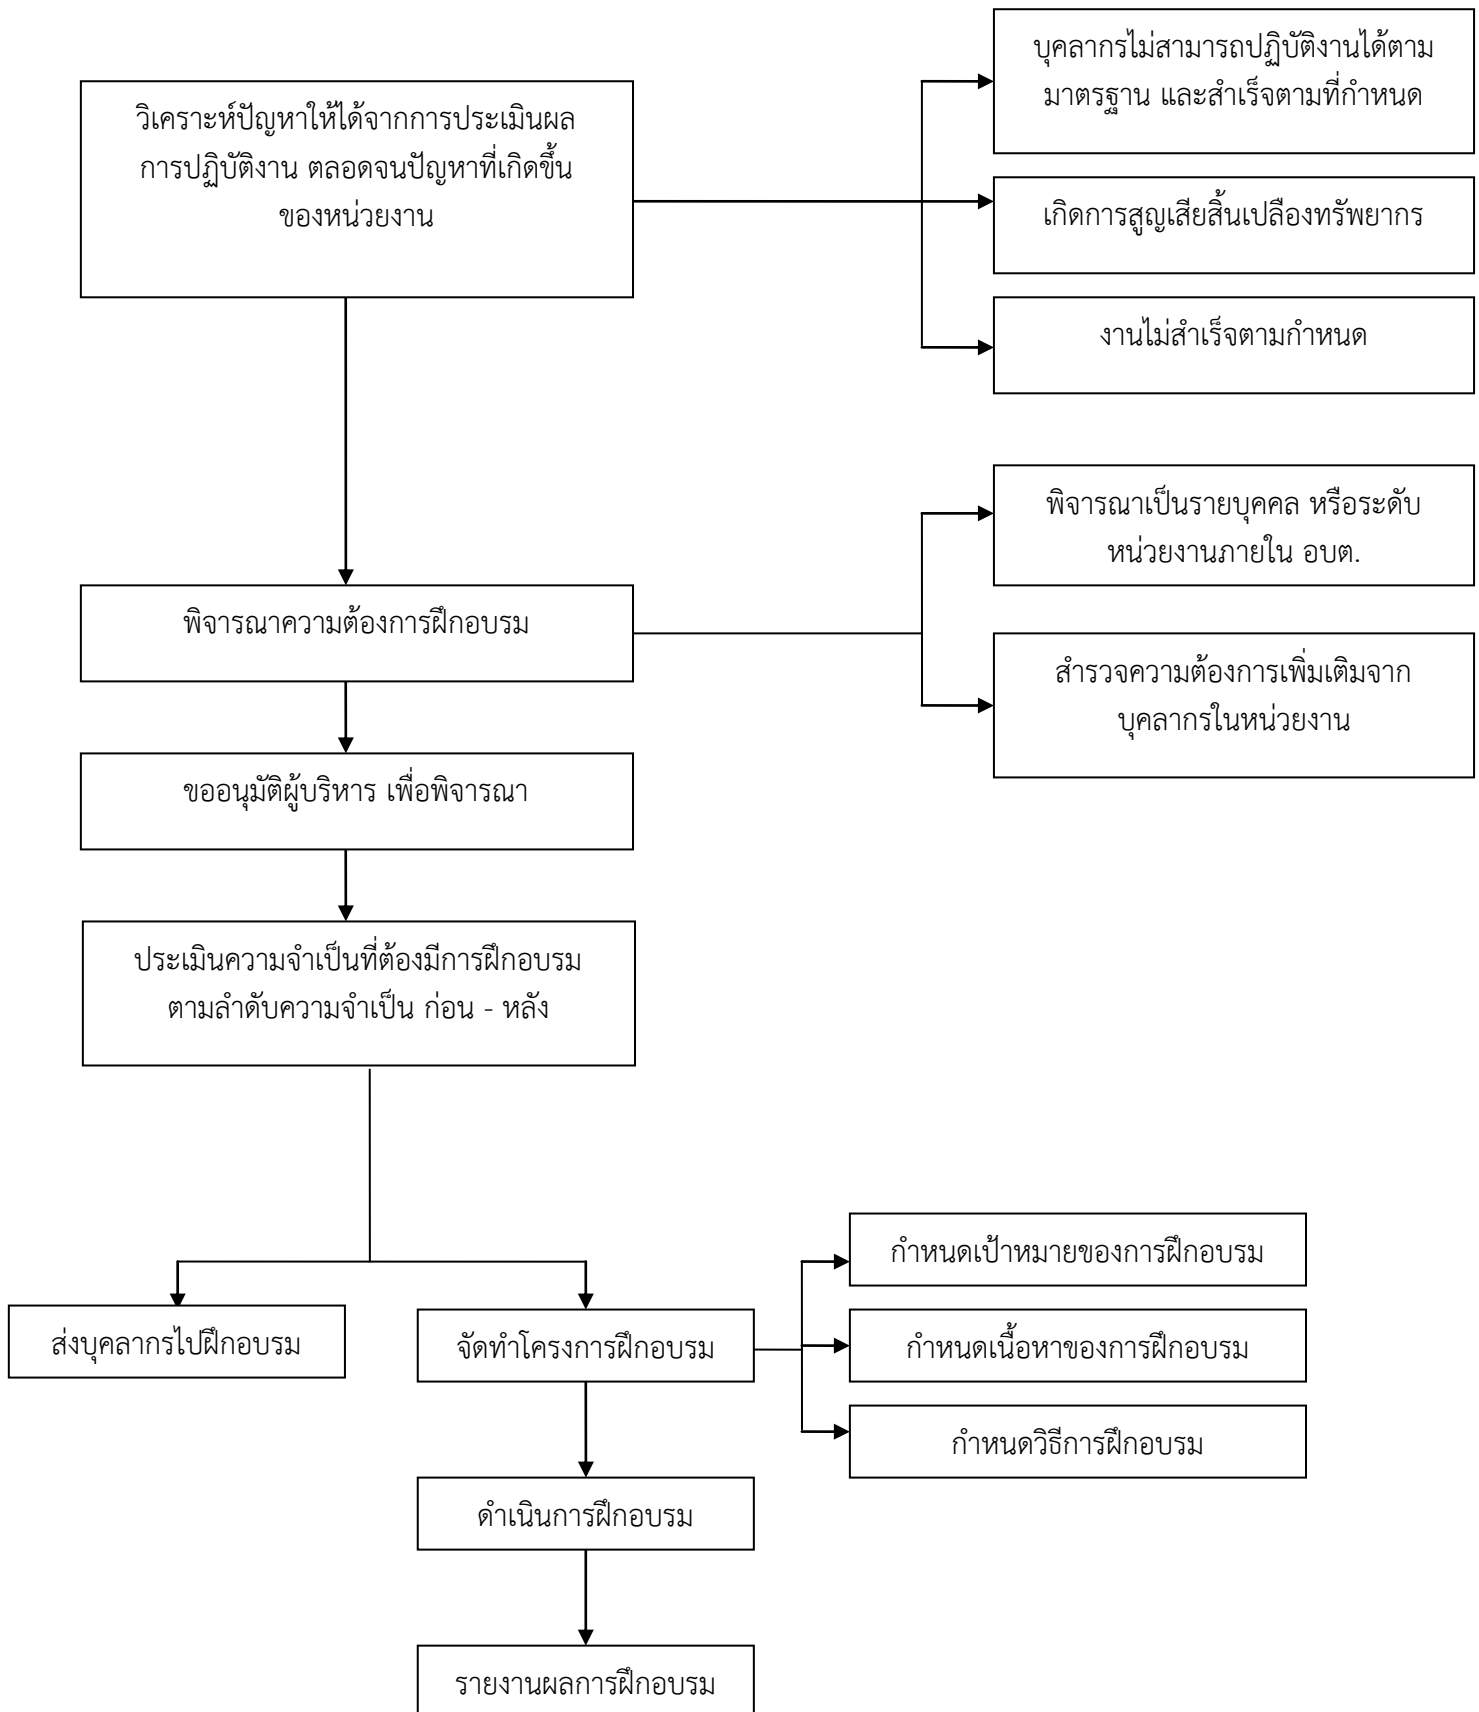 บุคลากรไม่สามารถปฏิบัติงานได้ตาม
มาตรฐาน และสำเร็จตามที่กำหนด
วิเคราะห์ปัญหาให้ได้จากการประเมินผล
การปฏิบัติงาน ตลอดจนปัญหาที่เกิดขึ้น
ของหน่วยงาน
เกิดการสูญเสียสิ้นเปลืองทรัพยากร
งานไม่สำเร็จตามกำหนด
พิจารณาเป็นรายบุคคล หรือระดับ
หน่วยงานภายใน อบต.
พิจารณาความต้องการฝึกอบรม
สำรวจความต้องการเพิ่มเติมจาก
บุคลากรในหน่วยงาน
ขออนุมัติผู้บริหาร เพื่อพิจารณา
ประเมินความจำเป็นที่ต้องมีการฝึกอบรม
ตามลำดับความจำเป็น ก่อน - หลัง
กำหนดเป้าหมายของการฝึกอบรม
ส่งบุคลากรไปฝึกอบรม
จัดทำโครงการฝึกอบรม
กำหนดเนื้อหาของการฝึกอบรม
กำหนดวิธีการฝึกอบรม
ดำเนินการฝึกอบรม
รายงานผลการฝึกอบรม